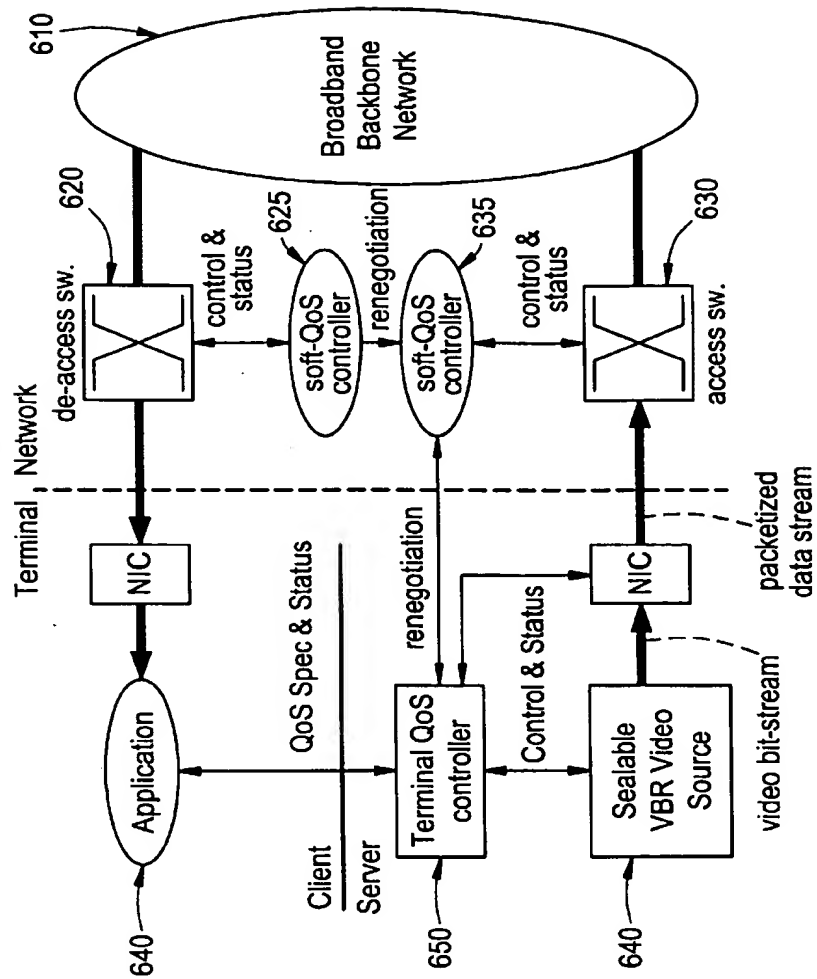 640
650
640
Sealable
VBR Video
Source
Terminal QoS
controller
Application
Server
Client
Control & Status
QoS Spec & Status
video bit-stream
NIC
renegotiation
NIC
packetized
data stream
Terminal
Network
access sw.
630
control &
status
soft-QoS
controller
635
renegotiation
soft-QoS
controller
625
control &
status
de-access sw.
620
Broadband
Backbone
Network
610